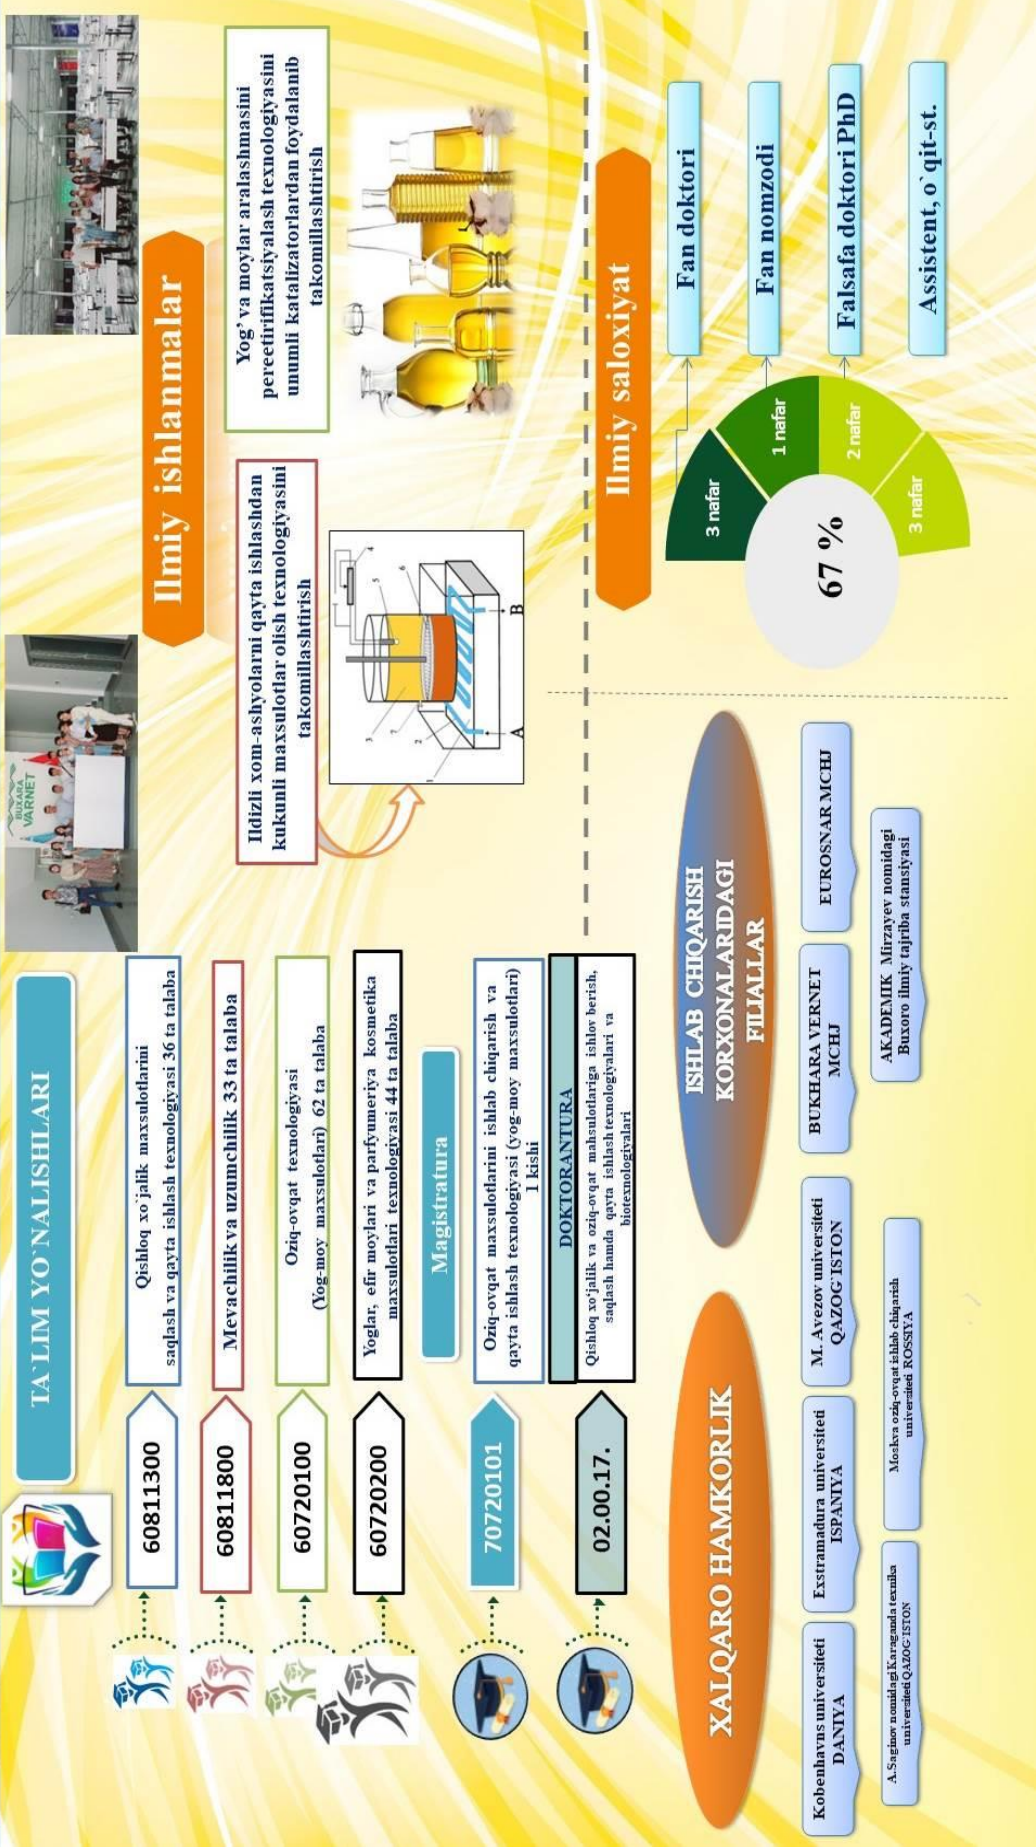 TA`LIM YO`NALISHLARI
60811300
Qishloq xo`jalik maxsulotlarini
saqlash va qayta ishlash texnologiyasi 36 ta talaba
60811800
Mevachilik va uzumchilik 33 ta talaba
60720100
Oziq-ovqat texnologiyasi
(Yog-moy maxsulotlari) 62 ta talaba
60720200
Yoglar, efir moylari va parfyumeriya kosmetika
maxsulotlari texnologiyasi 44 ta talaba
Magistratura
70720101
Oziq-ovqat maxsulotlarini ishlab chiqarish va
qayta ishlash texnologiyasi (yog-moy maxsulotlari)
1 kishi
DOKTORANTURA
02.00.17.
Qishloq xo'jalik va oziq-ovqat mahsulotlariga ishlov berish,
saqlash hamda qayta ishlash texnologiyalari va
biotexnologiyalari
BUXARA
VARNET
Ilmiy ishlanmalar
Ildizli xom-ashyolarni qayta ishlashdan
kukunli maxsulotlar olish texnologiyasini
takomillashtirish
1
2
7
3
4
5
6
A
B
Yog' va moylar aralashmasini
pereetirifikatsiyalash texnologiyasini
unumli katalizatorlardan foydalanib
takomillashtirish
XALQARO HAMKORLIK
Kobenhavns universiteti
DANIYA
Exstramadura universiteti
ISPANIYA
M. Avezov universiteti
QAZOG`ISTON
A.Saginov nomidagi Karaganda texnika
universiteti QAZOG`ISTON
Moskva oziq-ovqat ishlab chiqarish
universiteti ROSSIYA
ISHLAB CHIQARISH
KORXONALARIDAGI
FILIALLAR
BUKHARA VERNET
MCHJ
EUROSNAR MCHJ
AKADEMIK Mirzayev nomidagi
Buxoro ilmiy tajriba stansiyasi
Ilmiy saloxiyat
67 %
3 nafar
1 nafar
2 nafar
3 nafar
Fan doktori
Fan nomzodi
Falsafa doktori PhD
Assistent, o`qit-st.